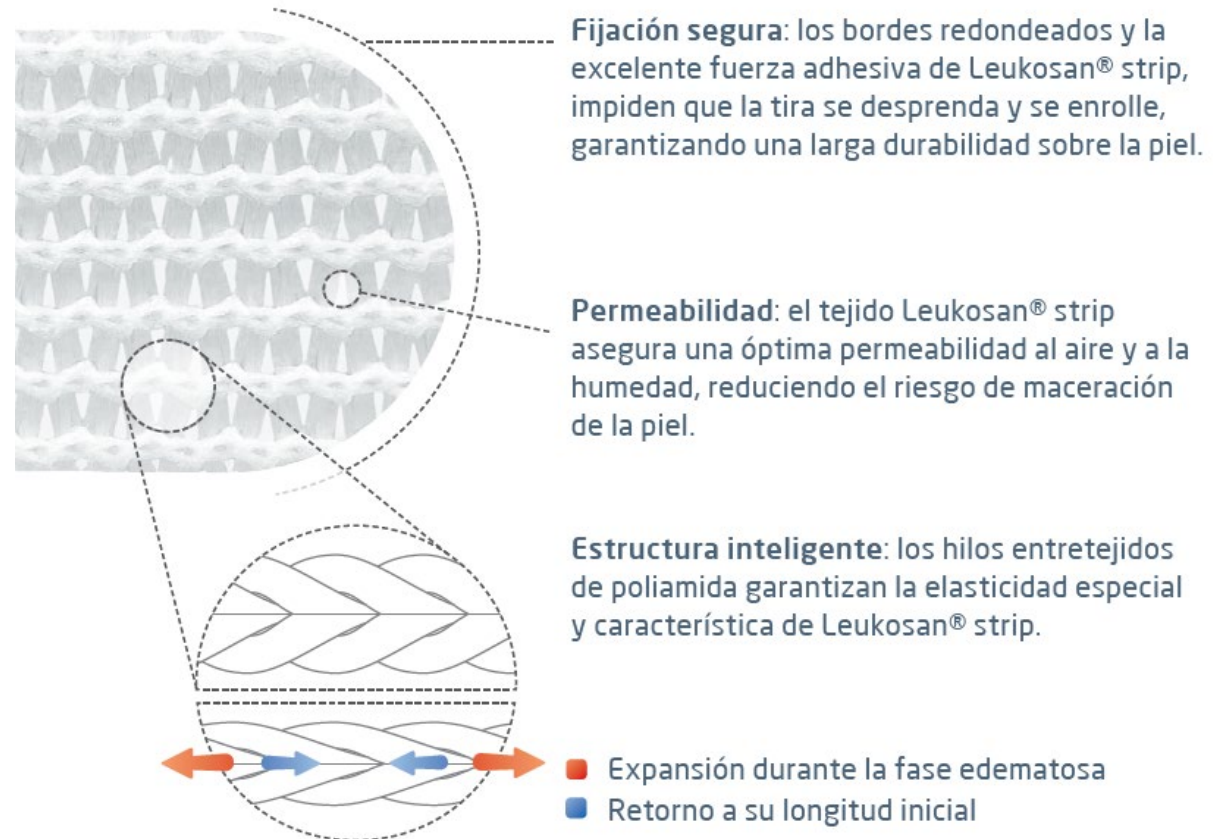 Fijación segura: los bordes redondeados y la
excelente fuerza adhesiva de Leukosan® strip,
impiden que la tira se desprenda y se enrolle,
garantizando una larga durabilidad sobre la piel.
Permeabilidad: el tejido Leukosan® strip
asegura una óptima permeabilidad al aire y a la
humedad, reduciendo el riesgo de maceración
de la piel.
Estructura inteligente: los hilos entretejidos
de poliamida garantizan la elasticidad especial
y característica de Leukosan® strip.
Expansión durante la fase edematosa
Retorno a su longitud inicial